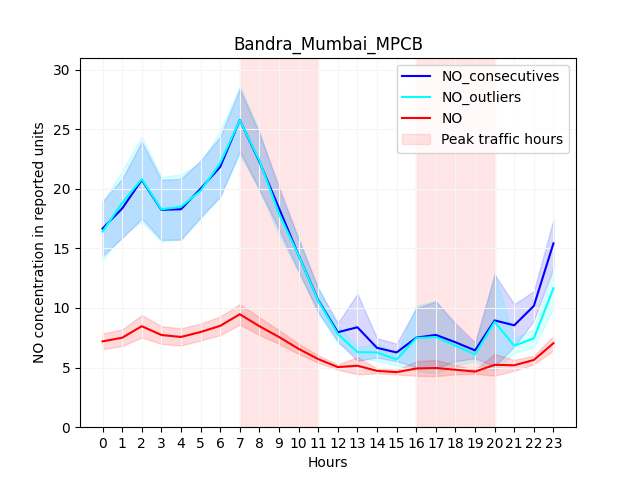 Bandra_Mumbai_MPCB
NO_consecutives
NO_outliers
NO
Peak traffic hours
NO concentration in reported units
30
25
20
15
10
5
0
0 1 2 3 4 5 6 7 8 9 10 11 12 13 14 15 16 17 18 19 20 21 22 23
Hours